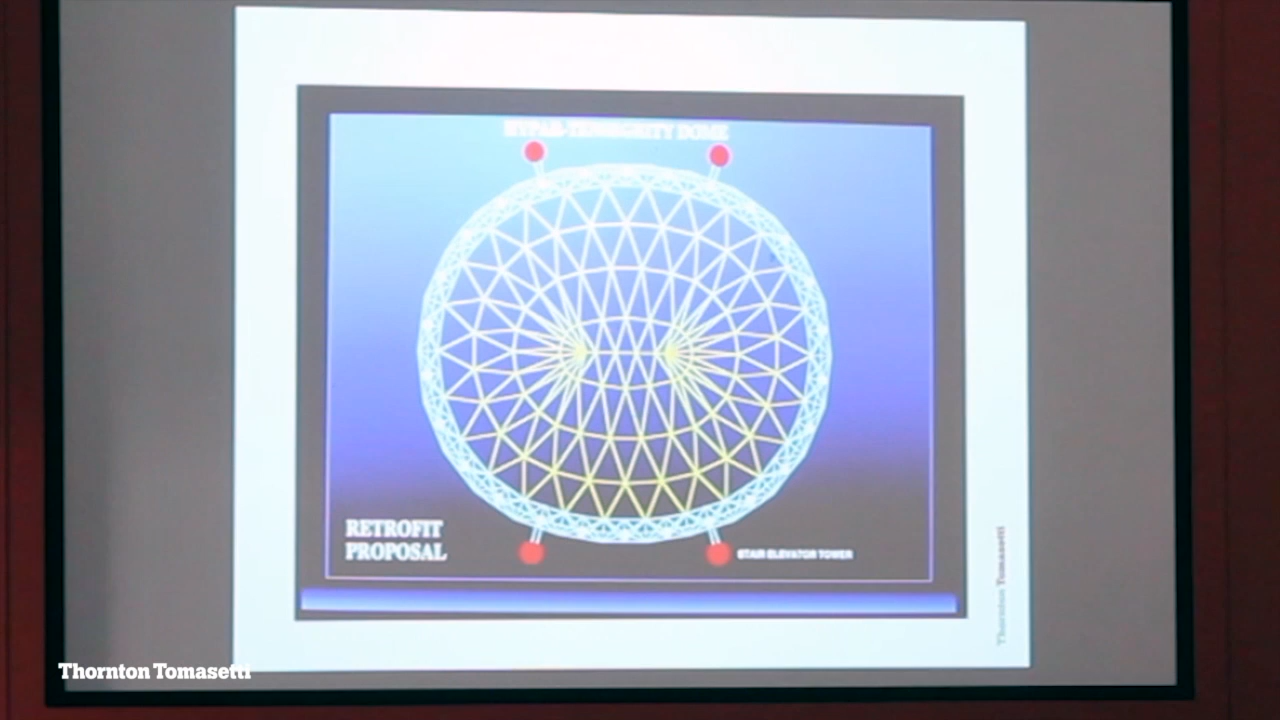 HYPAR-TENSEGRITY DOME
RETROFIT
PROPOSAL
STAIR ELEVATOR TOWER
Thornton Tomasetti
Thornton Tomasetti